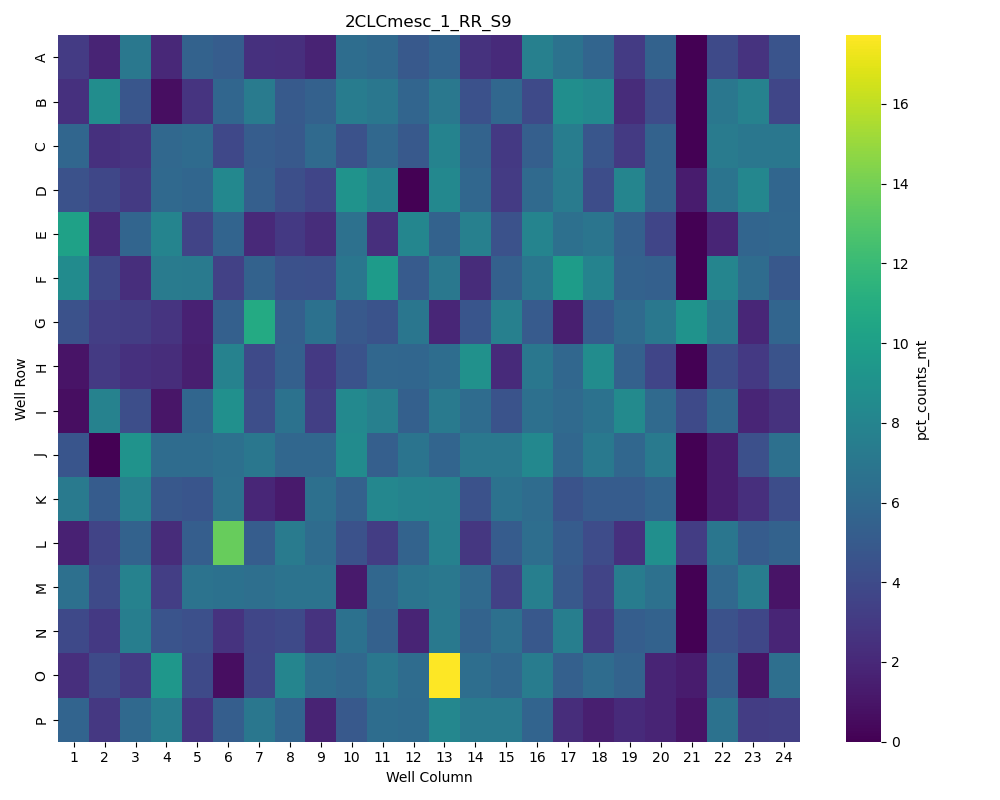 2CLCmesc_1_RR_S9
Well Row
A
B
C
D
E
F
G
H
I
J
K
L
M
N
O
P
1 2 3 4 5 6 7 8 9 10 11 12 13 14 15 16 17 18 19 20 21 22 23 24
Well Column
16
14
12
10
8
6
4
2
0
pct_counts_mt